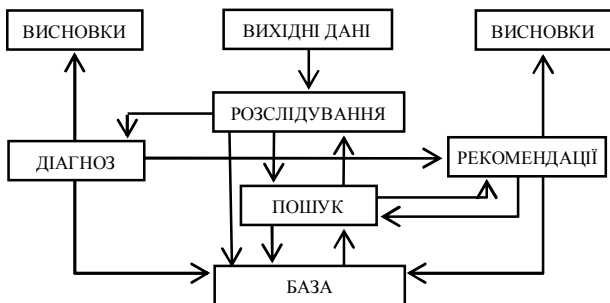 ВИСНОВКИ
ВИХІДНІ ДАНІ
ВИСНОВКИ
РОЗСЛІДУВАННЯ
ДІАГНОЗ
РЕКОМЕНДАЦІЇ
ПОШУК
БАЗА